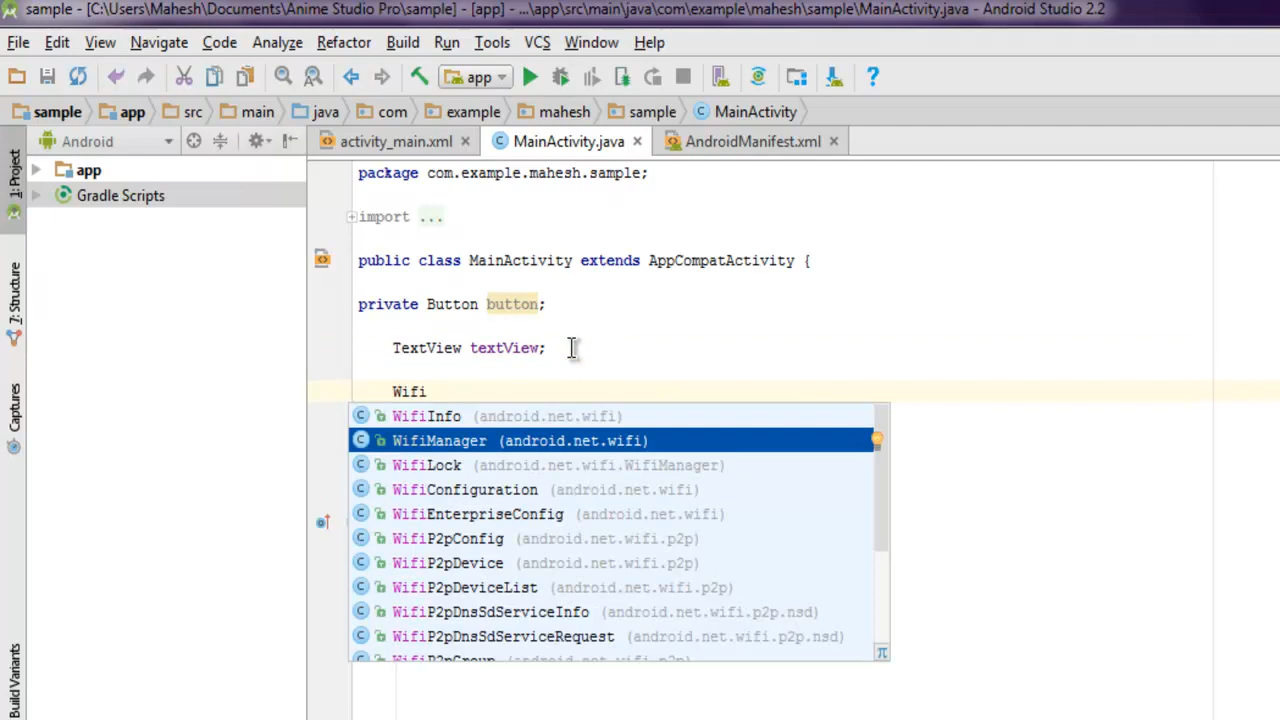 sample - [C:\Users\Mahesh\Documents\Anime Studio Pro\sample] - [app] - ...\app\src\main\java\com\example\mahesh\sample\MainActivity.java - Android Studio 2.2
File Edit View Navigate Code Analyze Refactor Build Run Tools VCS Window Help
app
sample app src main java com example mahesh sample MainActivity
Android
activity_main.xml MainActivity.java AndroidManifest.xml
1: Project
7: Structure
Captures
Build Variants
app
Gradle Scripts
package com.example.mahesh.sample;
import ...
public class MainActivity extends AppCompatActivity {
private Button button;
TextView textView;
Wifi
WifiInfo (android.net.wifi)
WifiManager (android.net.wifi)
WifiLock (android.net.wifi.WifiManager)
WifiConfiguration (android.net.wifi)
WifiEnterpriseConfig (android.net.wifi)
WifiP2pConfig (android.net.wifi.p2p)
WifiP2pDevice (android.net.wifi.p2p)
WifiP2pDeviceList (android.net.wifi.p2p)
WifiP2pDnsSdServiceInfo (android.net.wifi.p2p.nsd)
WifiP2pDnsSdServiceRequest (android.net.wifi.p2p.nsd)
WifiP2pGroup (android.net.wifi.p2p)
π